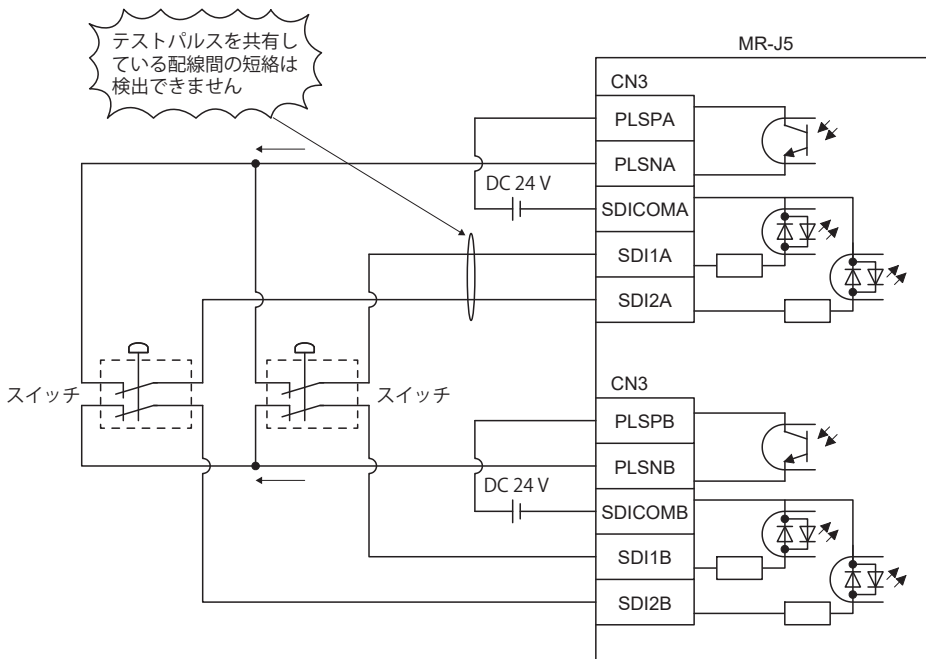 テストパルスを共有し
ている配線間の短絡は
検出できません
MR-J5
CN3
PLSPA
PLSNA
DC 24 V
SDICOMA
SDI1A
SDI2A
スイッチ
スイッチ
CN3
PLSPB
PLSNB
DC 24 V
SDICOMB
SDI1B
SDI2B